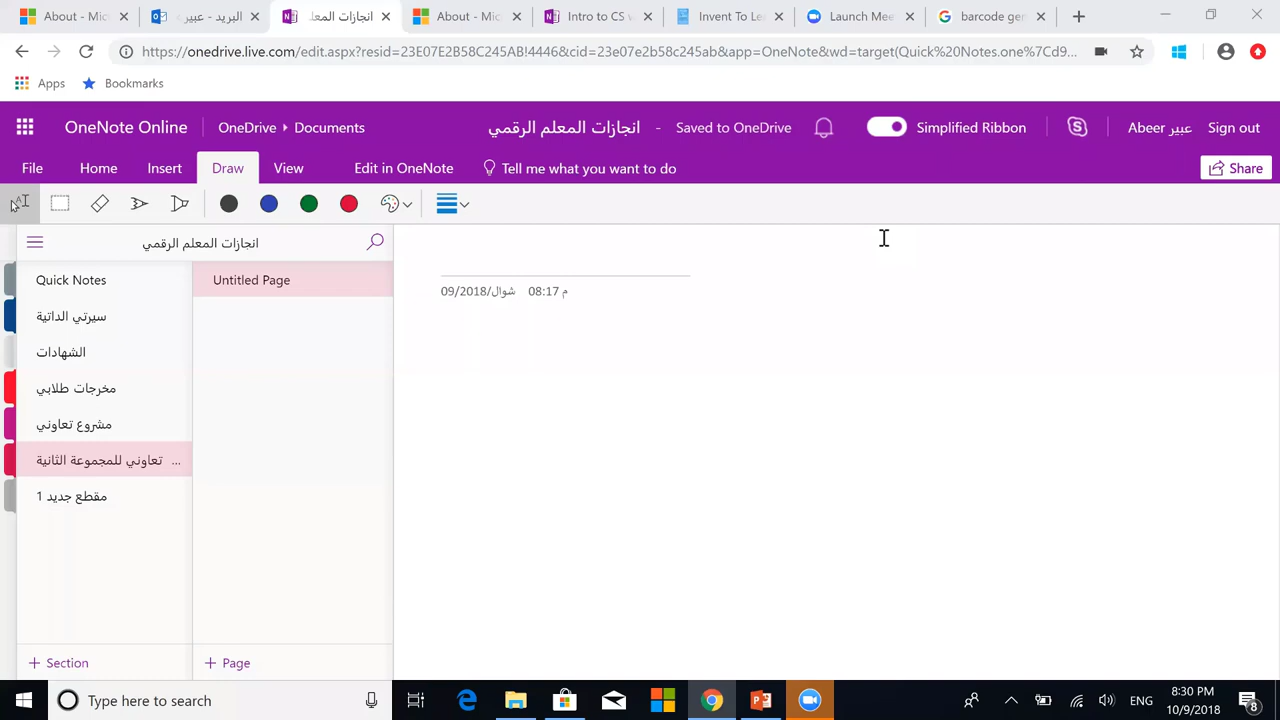 About - Mic
البريد - عبير
انجازات المعلم
About - Mic
Intro to CS w
Invent To Le
Launch Mee
barcode gen
https://onedrive.live.com/edit.aspx?resid=23E07E2B58C245AB!4446&cid=23e07e2b58c245ab&app=OneNote&wd=target(Quick%20Notes.one%7Cd9...
Apps
Bookmarks
OneNote Online
OneDrive
Documents
انجازات المعلم الرقمي - Saved to OneDrive
Simplified Ribbon
Abeer عبير
Sign out
File
Home
Insert
Draw
View
Edit in OneNote
Tell me what you want to do
Share
انجازات المعلم الرقمي
Quick Notes
Untitled Page
09/شوال/2018 08:17 م
سيرتي الداتية
الشهادات
مخرجات طلابي
مشروع تعاوني
تعاوني للمجموعة الثانية ...
مقطع جديد 1
+ Section
+ Page
Type here to search
ENG
8:30 PM
10/9/2018
8